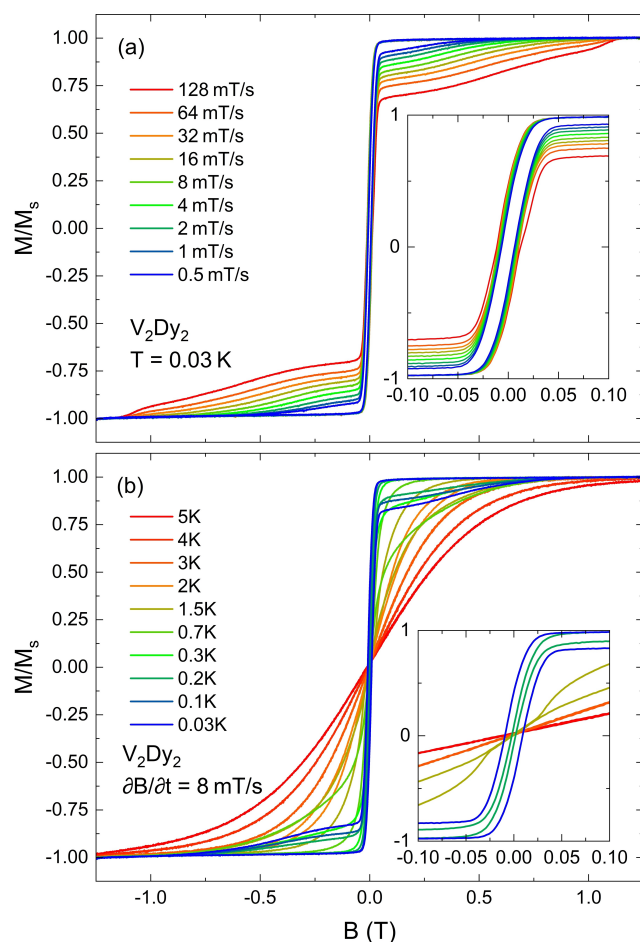 1.00
(a)
0.75
128 mT/s
64 mT/s
0.50
32 mT/s
1
16 mT/s
0.25
8 mT/s
M/Mₛ
0.00
4 mT/s
2 mT/s
0
-0.25
1 mT/s
0.5 mT/s
-0.50
V₂Dy₂
-0.75
T = 0.03 K
-1
-0.10 -0.05 0.00 0.05 0.10
-1.00
1.00
(b)
5K
0.75
4K
3K
0.50
2K
1.5K
0.25
0.7K
0.3K
1
M/Mₛ
0.00
0.2K
0.1K
-0.25
0.03K
0
-0.50
V₂Dy₂
-0.75
∂B/∂t = 8 mT/s
-1
-0.10 -0.05 0.00 0.05 0.10
-1.00
-1.0 -0.5 0.0 0.5 1.0
B (T)